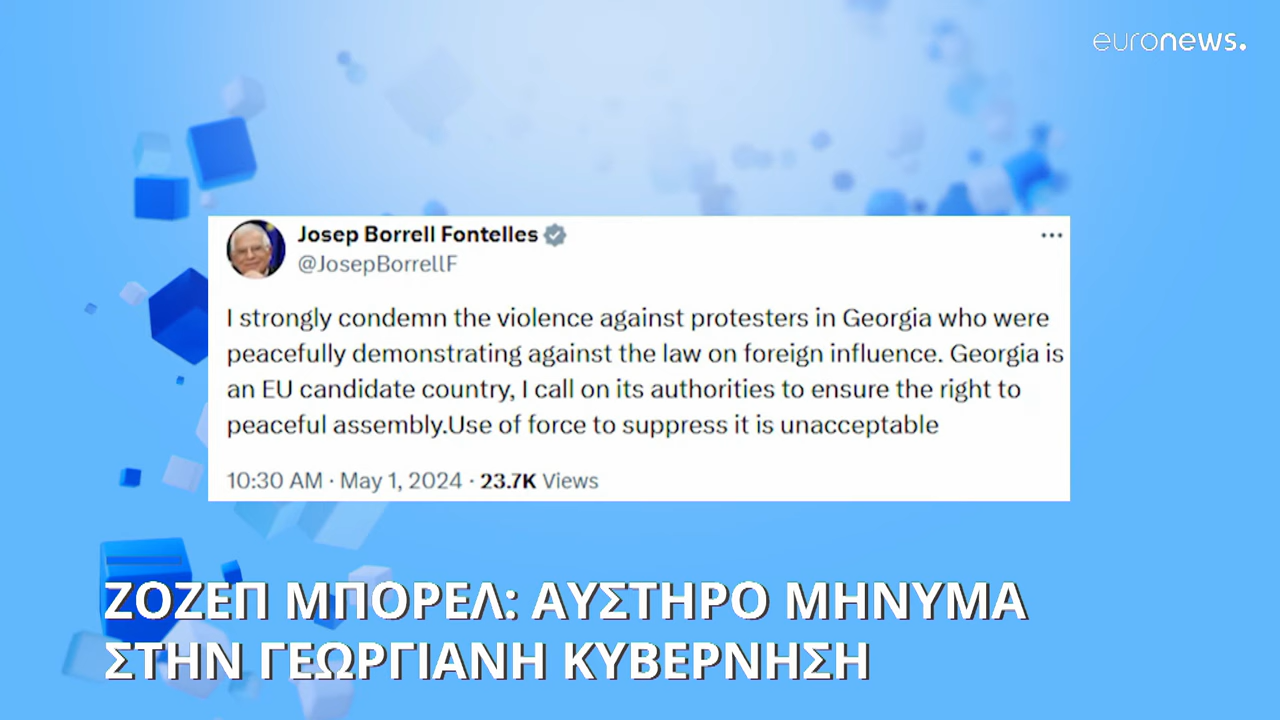 euronews.
Josep Borrell Fontelles
@JosepBorrellF
I strongly condemn the violence against protesters in Georgia who were
peacefully demonstrating against the law on foreign influence. Georgia is
an EU candidate country, I call on its authorities to ensure the right to
peaceful assembly.Use of force to suppress it is unacceptable
10:30 AM · May 1, 2024 · 23.7K Views
ΖΟΖΕΠ ΜΠΟΡΕΛ: ΑΥΣΤΗΡΟ ΜΗΝΥΜΑ
ΣΤΗΝ ΓΕΩΡΓΙΑΝΗ ΚΥΒΕΡΝΗΣΗ